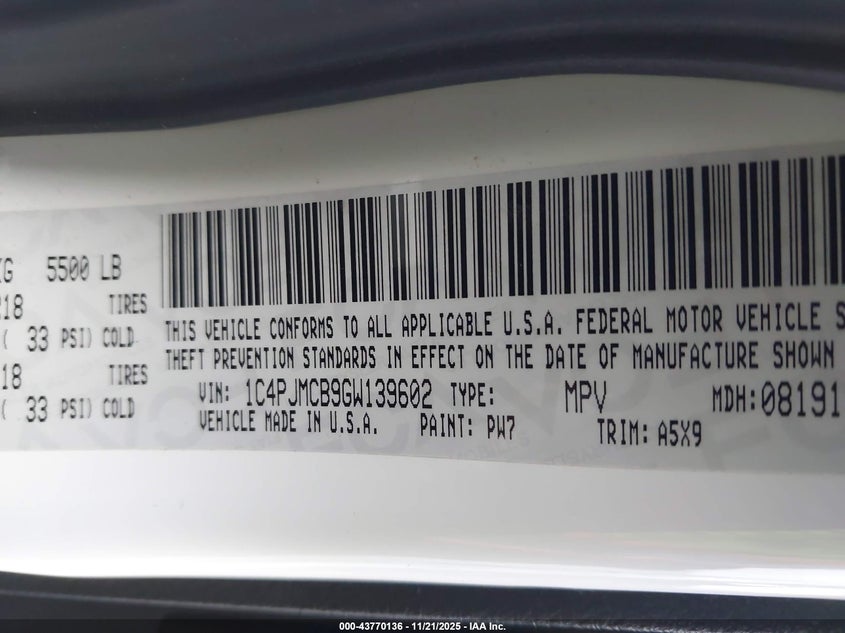 KG 5500 LB
R18 TIRES
( 33 PSI) COLD
18 TIRES
( 33 PSI) COLD
THIS VEHICLE CONFORMS TO ALL APPLICABLE U.S.A. FEDERAL MOTOR VEHICLE S
THEFT PREVENTION STANDARDS IN EFFECT ON THE DATE OF MANUFACTURE SHOWN
VIN: 1C4PJMCB9GW139602 TYPE: MPV MDH:08191
VEHICLE MADE IN U.S.A. PAINT: PW7 TRIM: A5X9
000-43770136 - 11/21/2025 - IAA Inc.